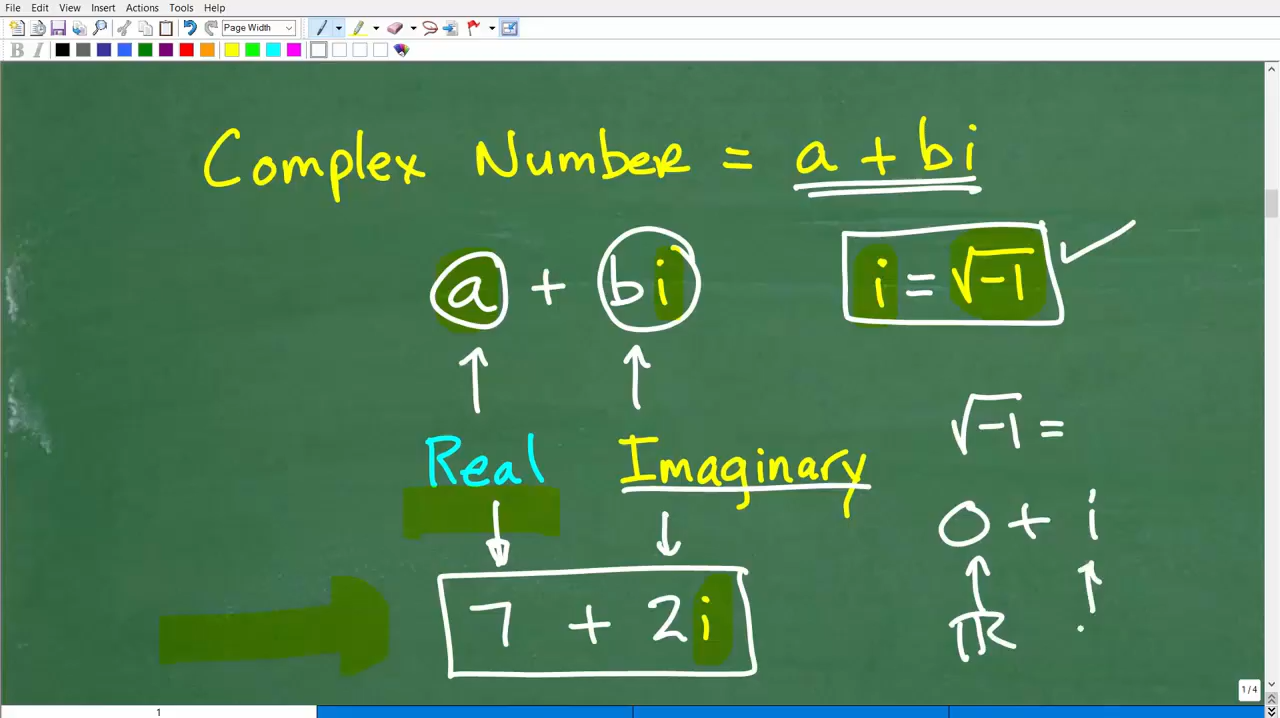 File Edit View Insert Actions Tools Help
Page Width
B I
Complex Number = a + bi
a + bi
i = √-1
Real
Imaginary
7 + 2i
√-1 =
0 + i
ℝ
1/4
1